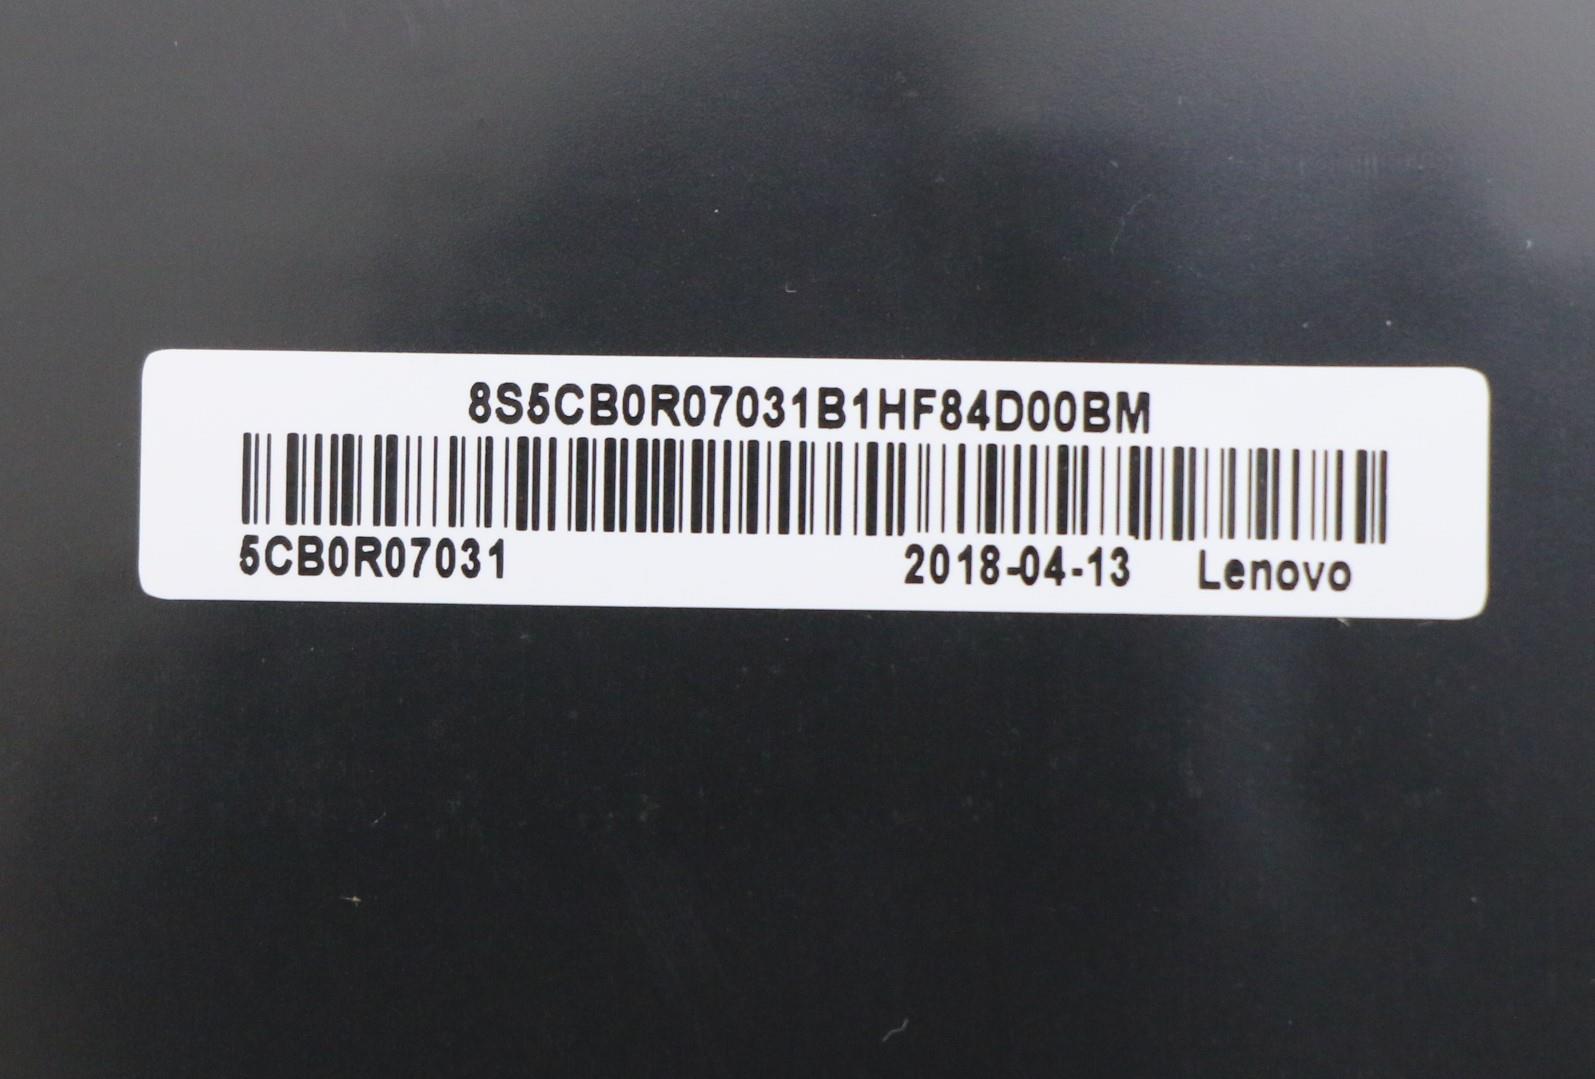 8S5CB0R07031B1HF84D00BM
5CB0R07031 2018-04-13 Lenovo